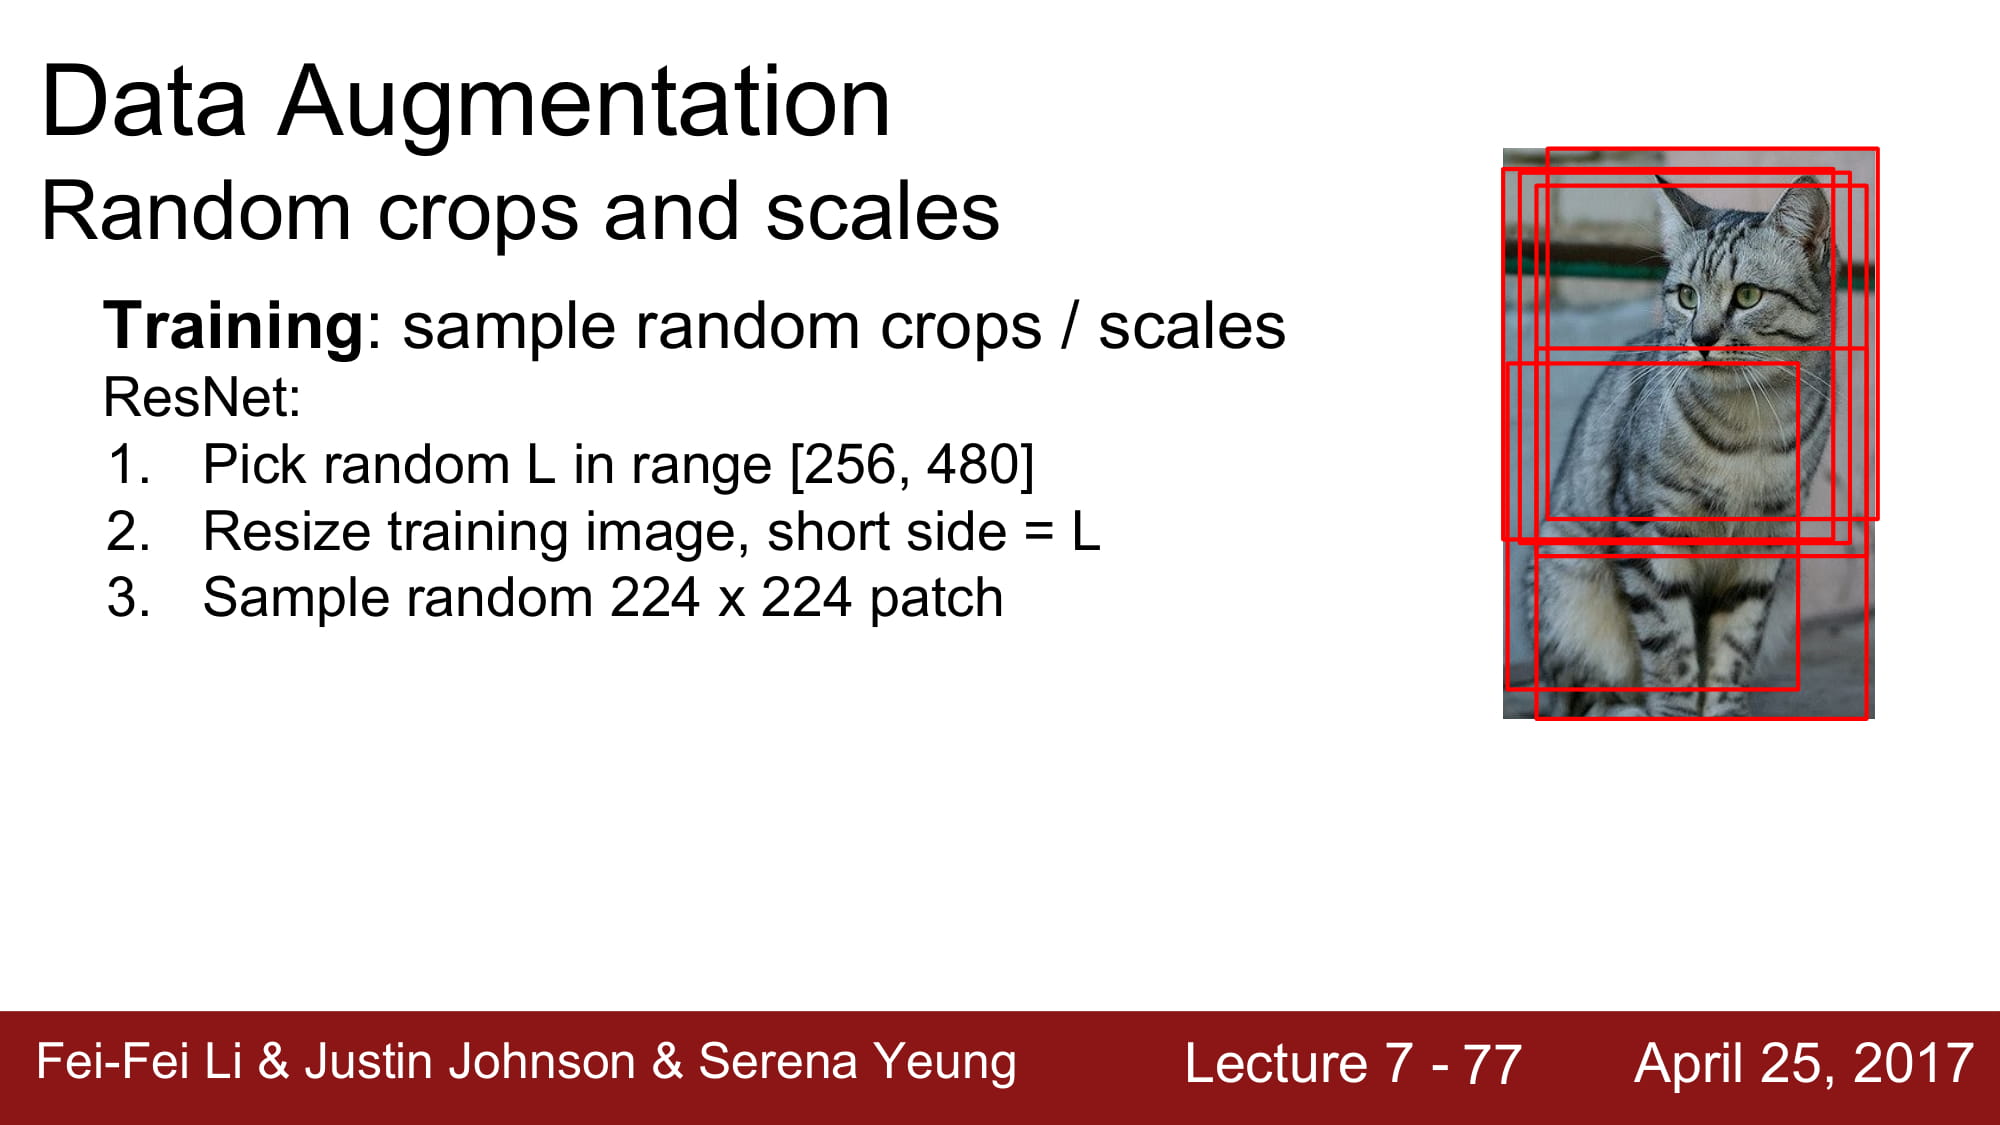 Data Augmentation
Random crops and scales
Training: sample random crops / scales
ResNet:
1. Pick random L in range [256, 480]
2. Resize training image, short side = L
3. Sample random 224 x 224 patch
Fei-Fei Li & Justin Johnson & Serena Yeung Lecture 7 - 77 April 25, 2017